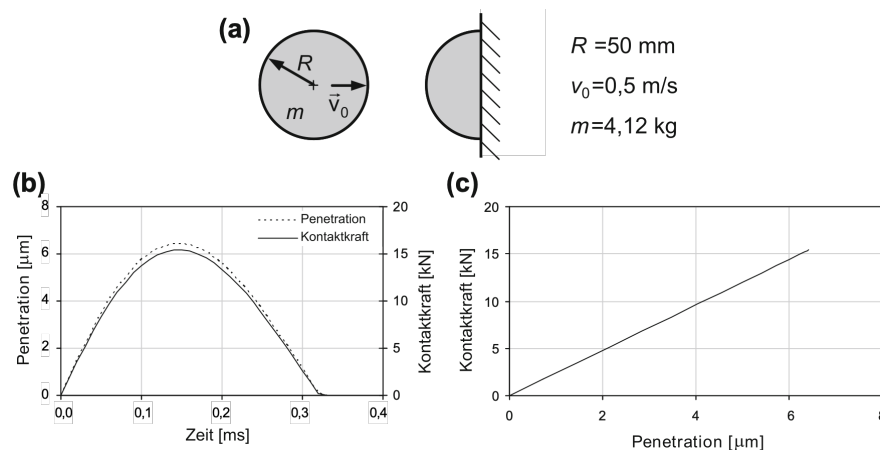 (a)
R
m
v⃗0
R =50 mm
v0=0,5 m/s
m=4,12 kg
(b)
Penetration [µm]
8
6
4
2
0
Penetration
Kontaktkraft
20
15
10
5
0
Kontaktkraft [kN]
0,0 0,1 0,2 0,3 0,4
Zeit [ms]
(c)
Kontaktkraft [kN]
20
15
10
5
0
0 2 4 6 8
Penetration [µm]